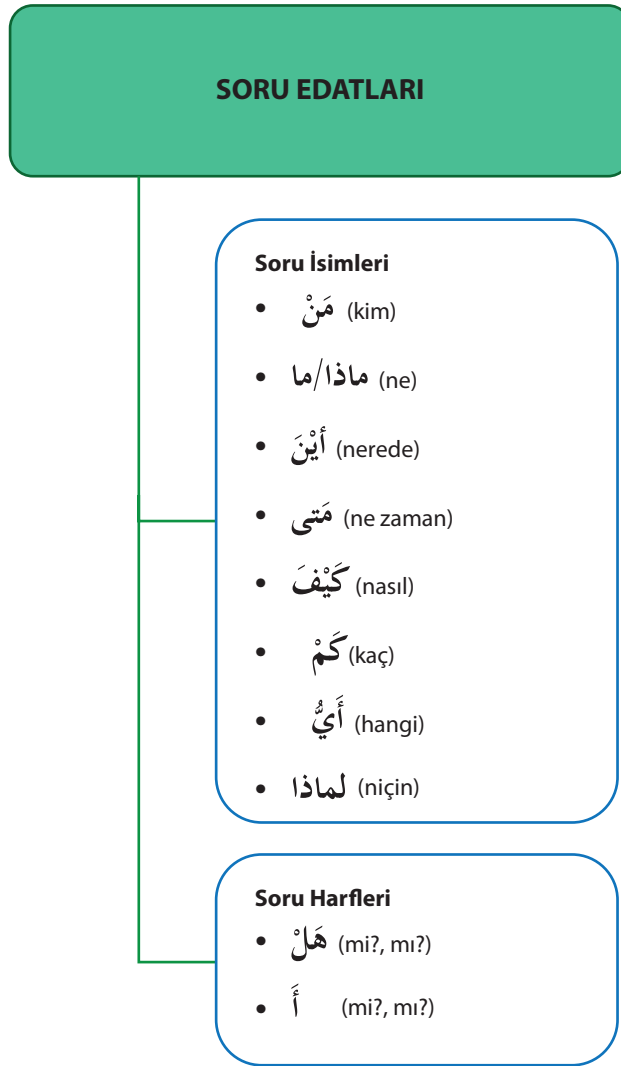 SORU EDATLARI
Soru İsimleri
• مَنْ (kim)
• ماذا/ما (ne)
• أيْنَ (nerede)
• مَتى (ne zaman)
• كَيْفَ (nasıl)
• كَمْ (kaç)
• أَيُّ (hangi)
• لماذا (niçin)
Soru Harfleri
• هَلْ (mi?, mı?)
• أَ (mi?, mı?)